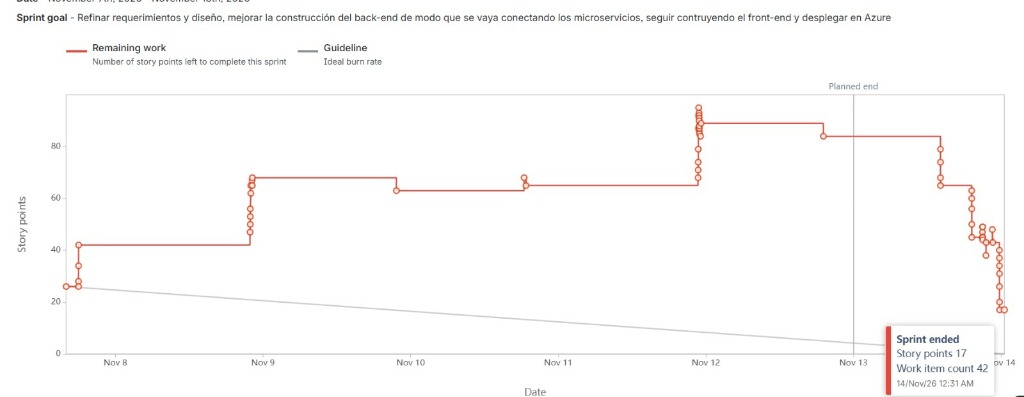 Sprint goal - Refinar requerimientos y diseño, mejorar la construcción del back-end de modo que se vaya conectando los microservicios, seguir contruyendo el front-end y desplegar en Azure
Remaining work
Number of story points left to complete this sprint
Guideline
Ideal burn rate
Planned end
Story points
80
60
40
20
0
Nov 8
Nov 9
Nov 10
Nov 11
Nov 12
Nov 13
ov 14
Date
Sprint ended
Story points 17
Work item count 42
14/Nov/26 12:31 AM